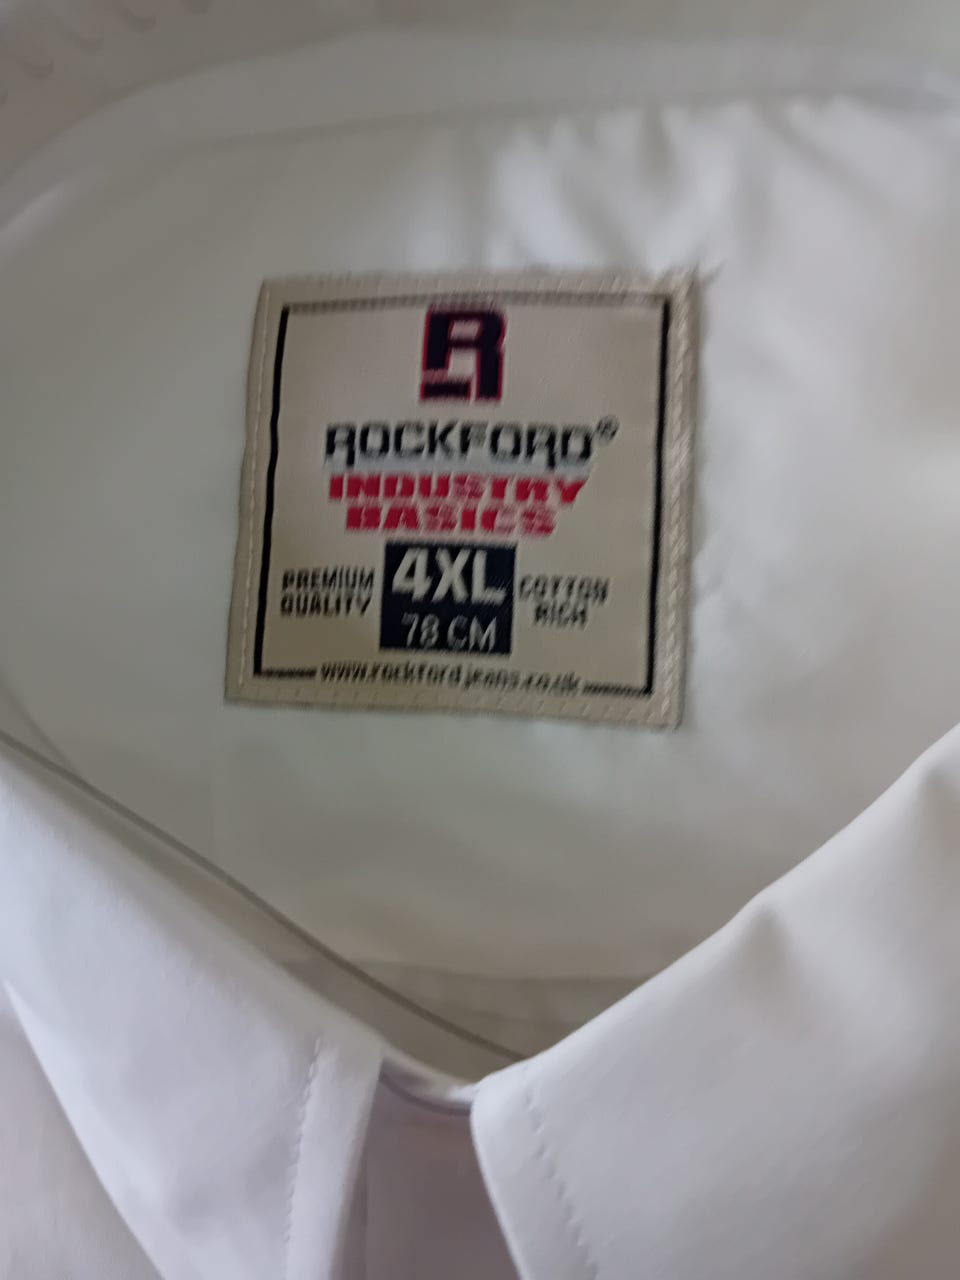 R
ROCKFORD®
INDUSTRY
BASICS
PREMIUM QUALITY
4XL
78 CM
COTTON RICH
www.rockfordjeans.co.uk